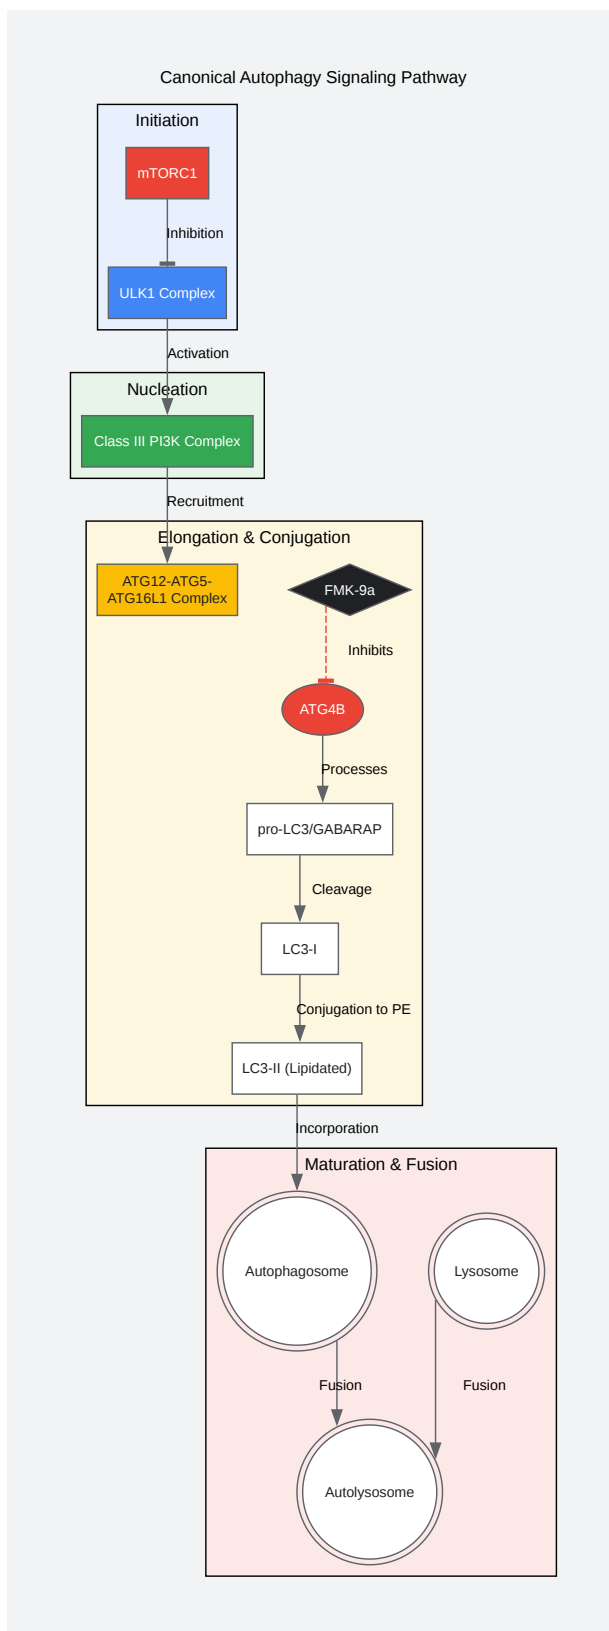 Canonical Autophagy Signaling Pathway
Initiation
mTORC1
Inhibition
ULK1 Complex
Activation
Nucleation
Class III PI3K Complex
Recruitment
Elongation & Conjugation
ATG12-ATG5-
ATG16L1 Complex
FMK-9a
Inhibits
ATG4B
Processes
pro-LC3/GABARAP
Cleavage
LC3-I
Conjugation to PE
LC3-II (Lipidated)
Incorporation
Maturation & Fusion
Autophagosome
Lysosome
Fusion
Fusion
Autolysosome